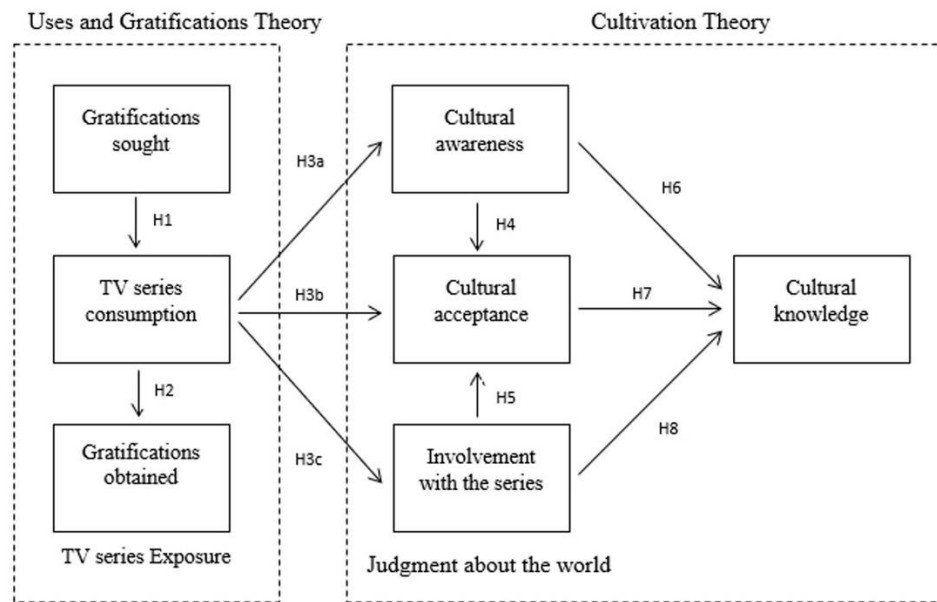 Uses and Gratifications Theory
Cultivation Theory
Gratifications
sought
Cultural
awareness
H3a
H6
H1
H4
TV series
consumption
H3b
Cultural
acceptance
H7
Cultural
knowledge
H2
H5
H3c
H8
Gratifications
obtained
Involvement
with the series
TV series Exposure
Judgment about the world